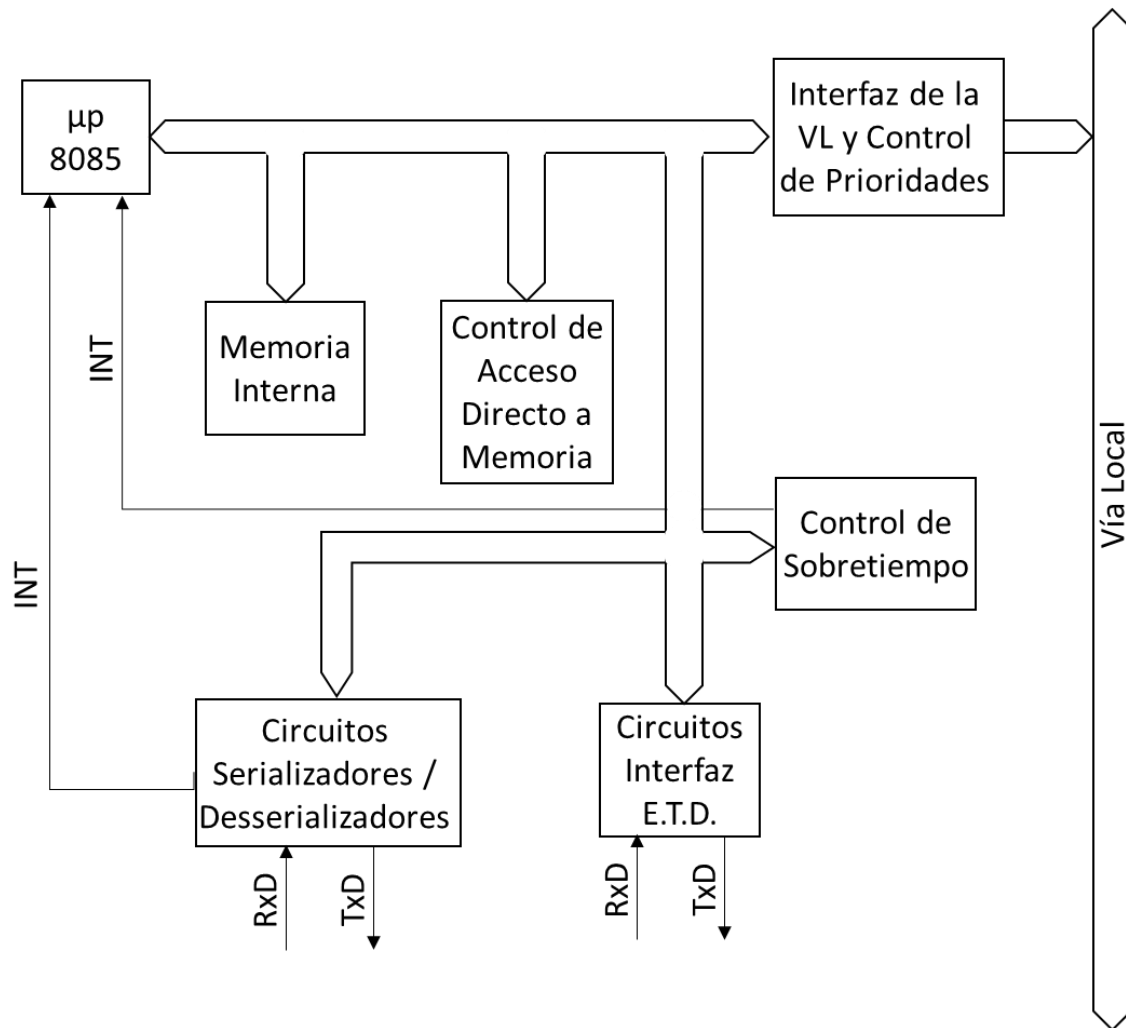 µp
8085
Interfaz de la
VL y Control
de Prioridades
Memoria
Interna
Control de
Acceso
Directo a
Memoria
INT
INT
Control de
Sobretiempo
Vía Local
Circuitos
Serializadores /
Desserializadores
Circuitos
Interfaz
E.T.D.
RxD
TxD
RxD
TxD